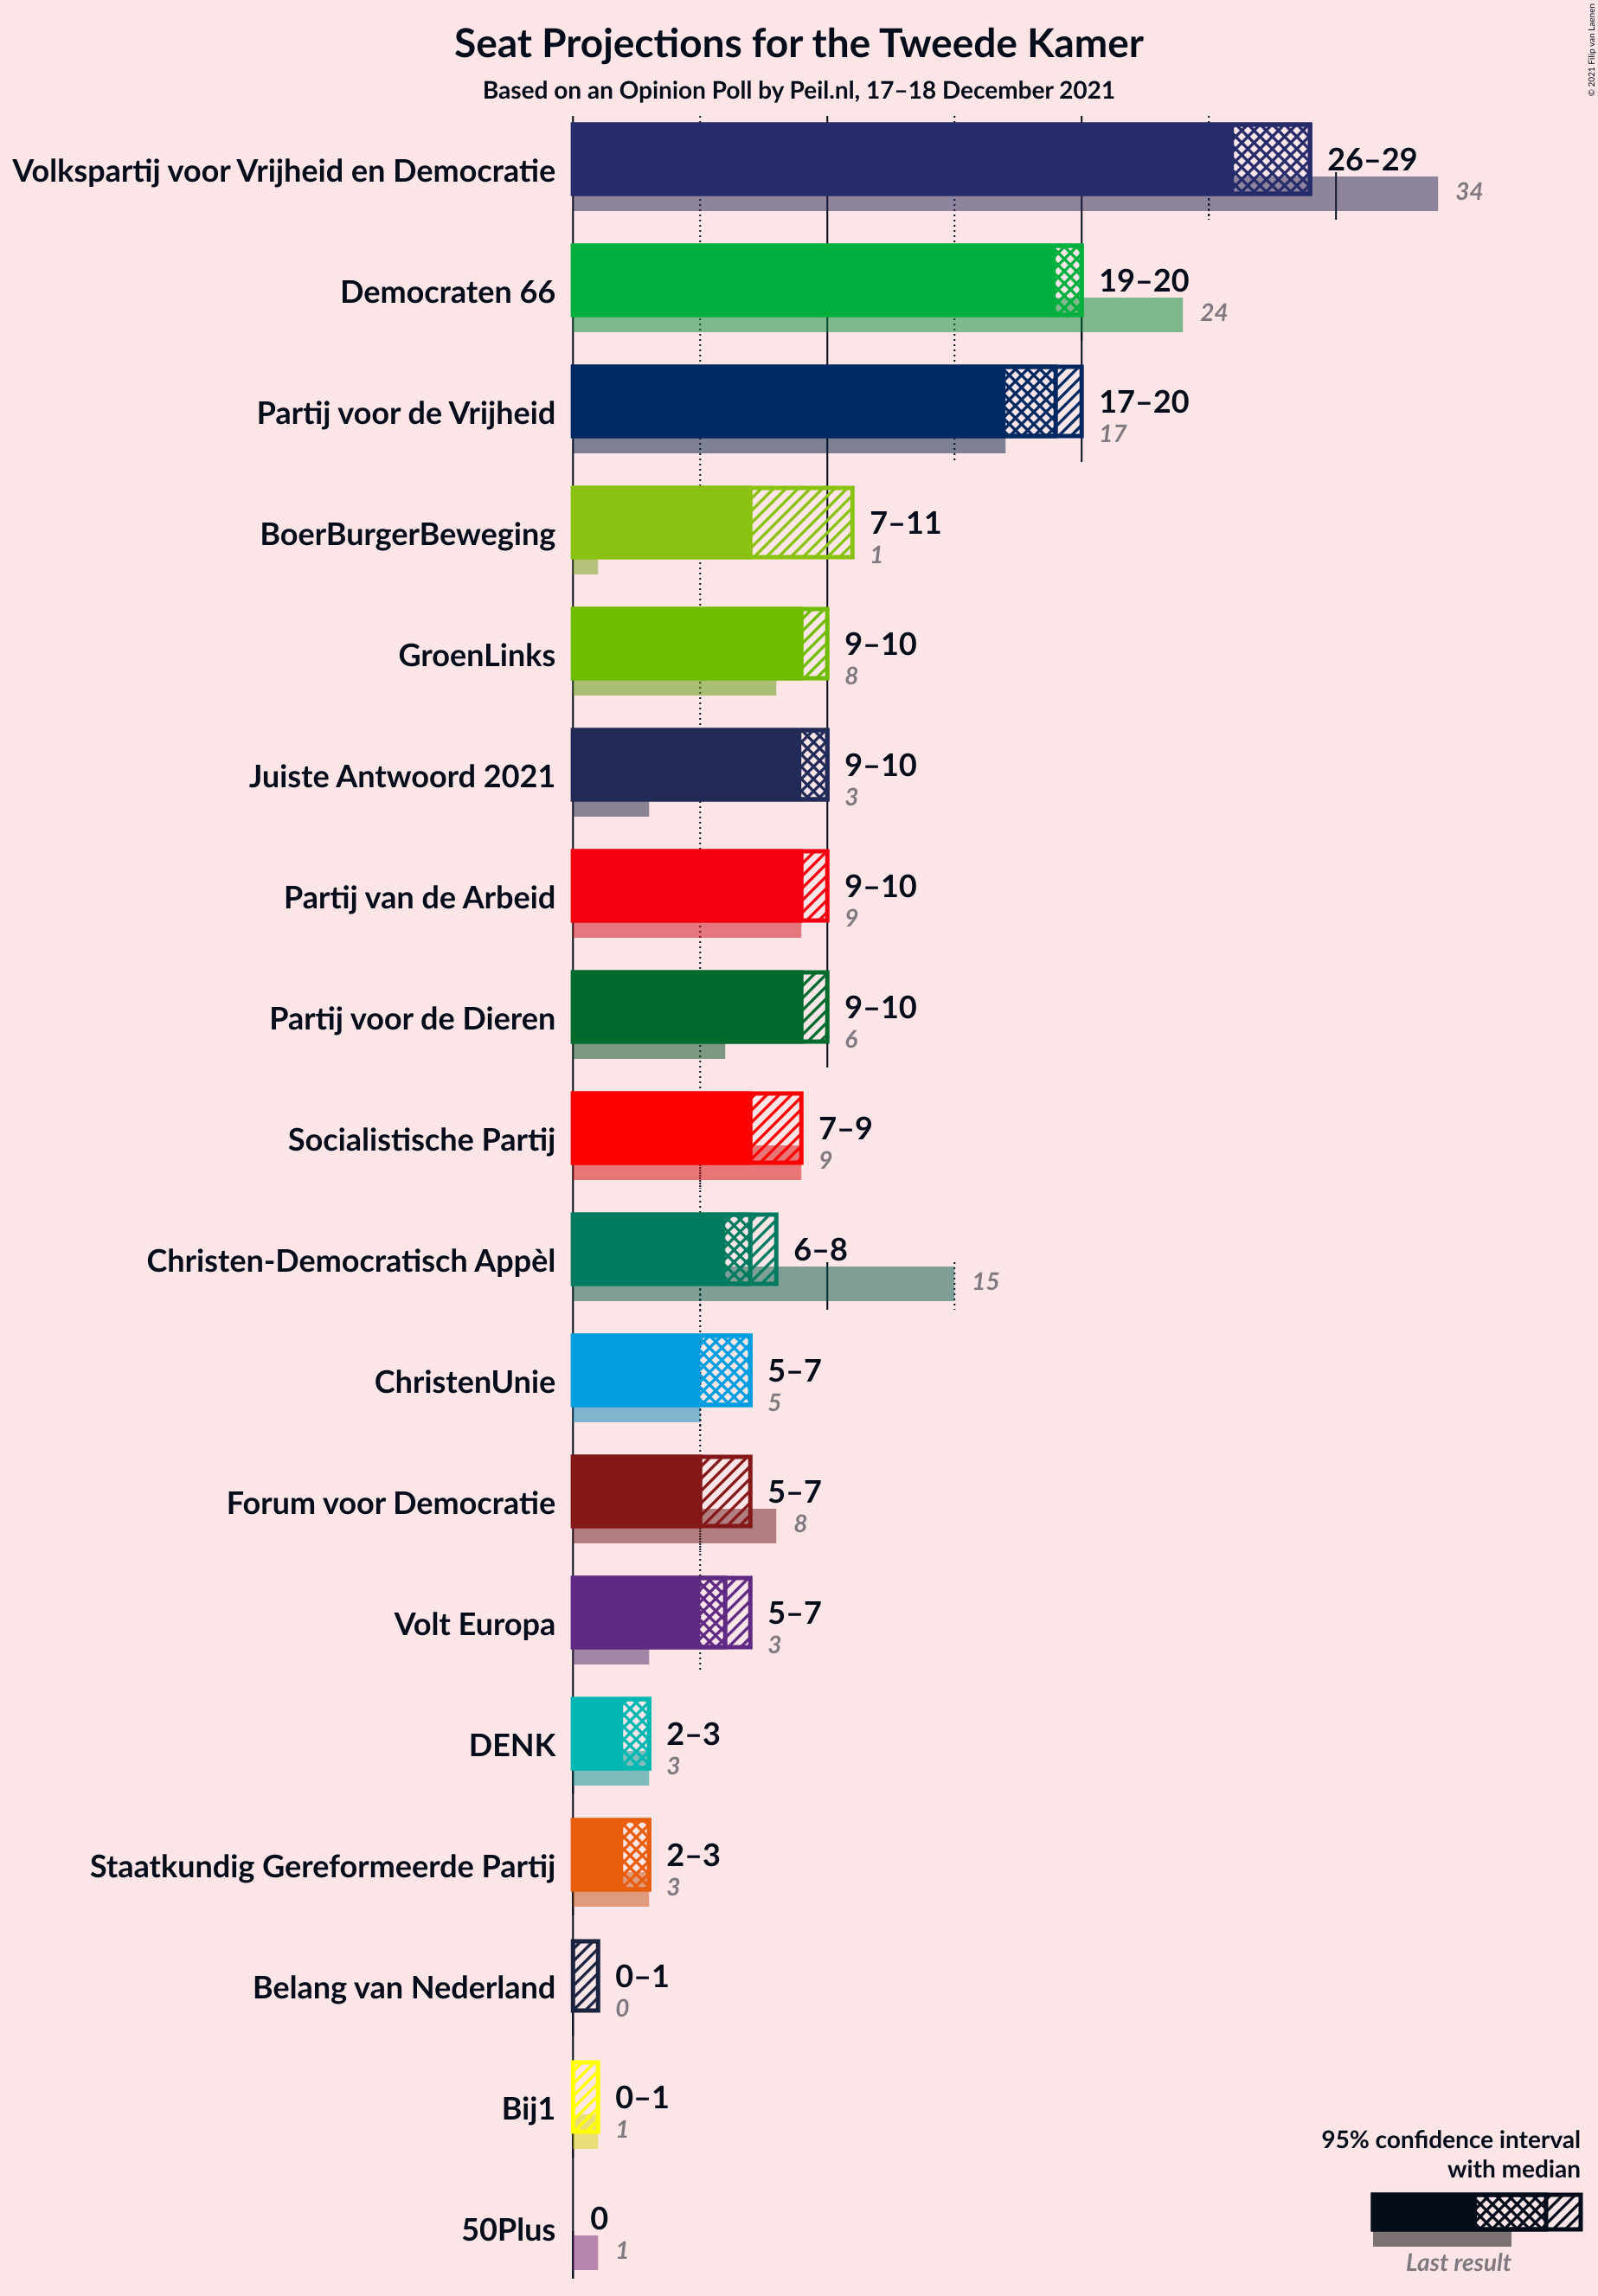 Seat Projections for the Tweede Kamer
Based on an Opinion Poll by Peil.nl, 17–18 December 2021
© 2021 Filip van Laenen
Volkspartij voor Vrijheid en Democratie
26–29
34
Democraten 66
19–20
24
Partij voor de Vrijheid
17–20
17
BoerBurgerBeweging
7–11
1
GroenLinks
9–10
8
Juiste Antwoord 2021
9–10
3
Partij van de Arbeid
9–10
9
Partij voor de Dieren
9–10
6
Socialistische Partij
7–9
9
Christen-Democratisch Appèl
6–8
15
ChristenUnie
5–7
5
Forum voor Democratie
5–7
8
Volt Europa
5–7
3
DENK
2–3
3
Staatkundig Gereformeerde Partij
2–3
3
Belang van Nederland
0–1
0
Bij1
0–1
1
50Plus
0
1
95% confidence interval
with median
Last result